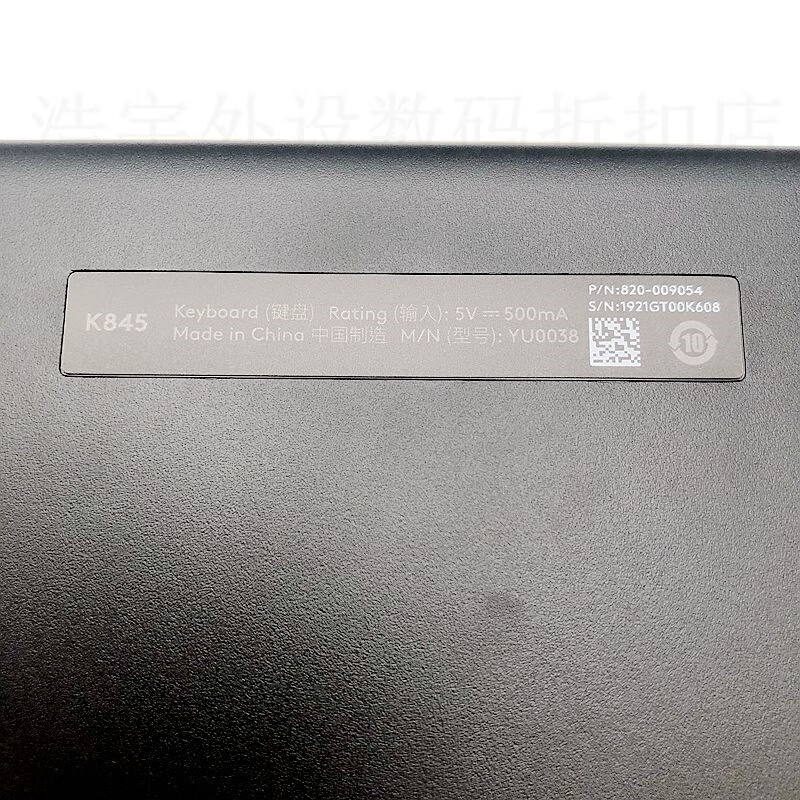 浩宇外设数码折扣店
K845
Keyboard (键盘) Rating (输入): 5V ⎓ 500mA
Made in China 中国制造 M/N (型号): YU0038
P/N:820-009054
S/N:1921GT00K608
10